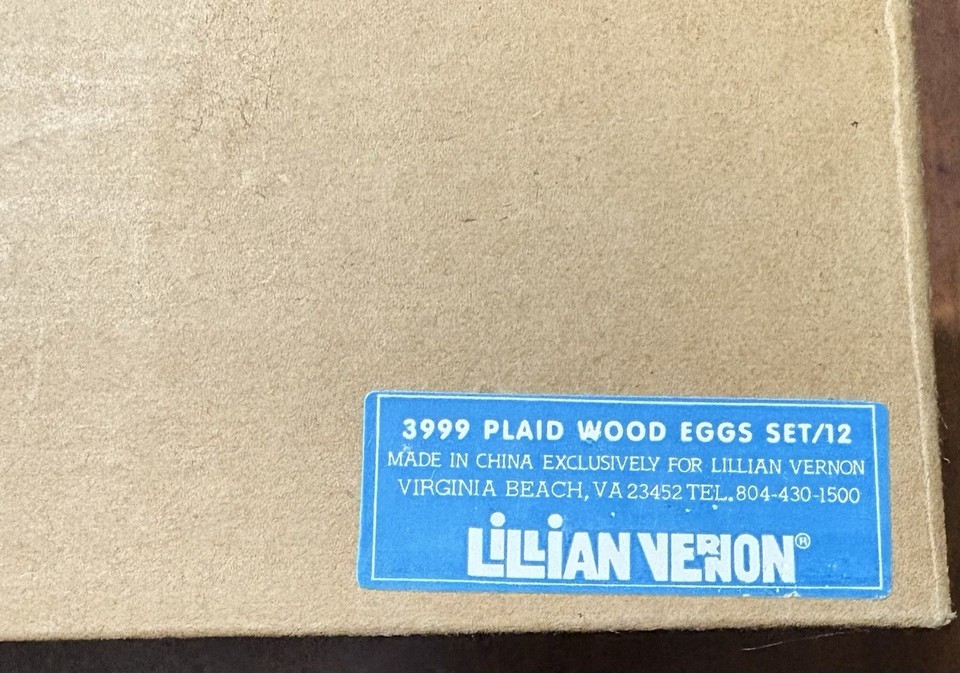 3999 PLAID WOOD EGGS SET/12
MADE IN CHINA EXCLUSIVELY FOR LILLIAN VERNON
VIRGINIA BEACH, VA 23452 TEL. 804-430-1500
LiLLiAN VERNON®